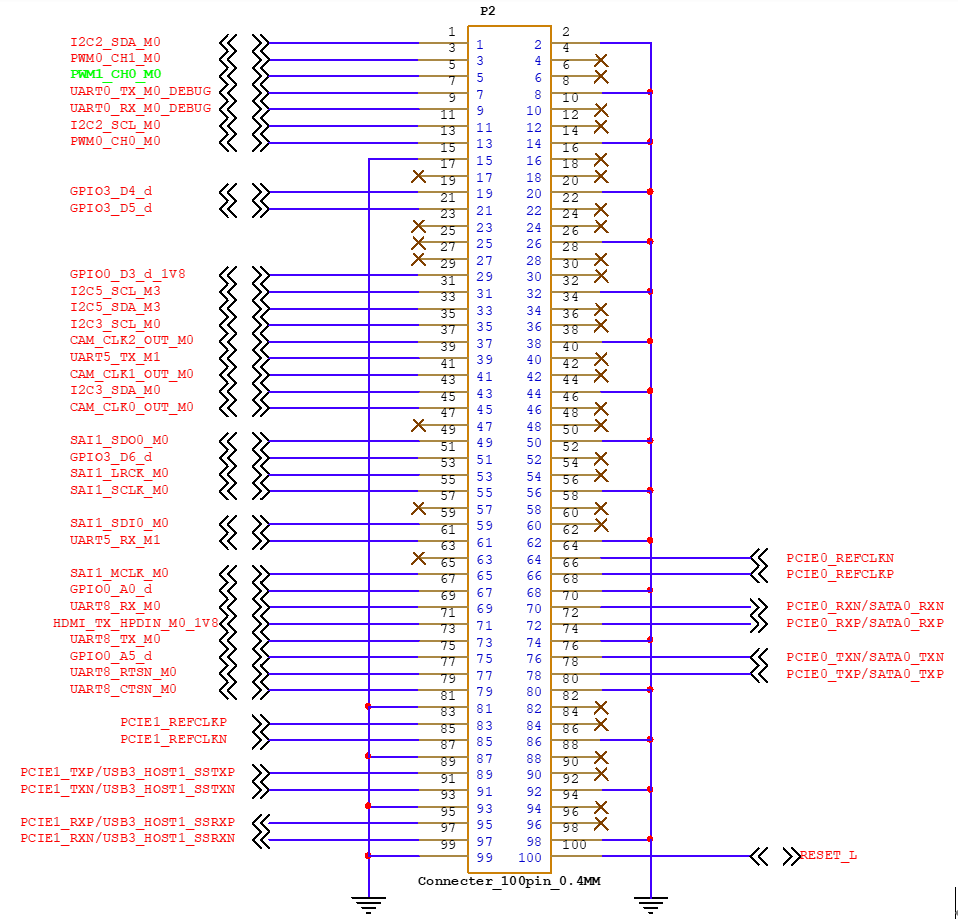 P2
I2C2_SDA_M0 1 1 2 2
PWM0_CH1_M0 3 3 4 4
PWM1_CH0_M0 5 5 6 6
UART0_TX_M0_DEBUG 7 7 8 8
UART0_RX_M0_DEBUG 9 9 10 10
I2C2_SCL_M0 11 11 12 12
PWM0_CH0_M0 13 13 14 14
15 15 16 16
17 17 18 18
GPIO3_D4_d 19 19 20 20
GPIO3_D5_d 21 21 22 22
23 23 24 24
25 25 26 26
27 27 28 28
GPIO0_D3_d_1V8 29 29 30 30
I2C5_SCL_M3 31 31 32 32
I2C5_SDA_M3 33 33 34 34
I2C3_SCL_M0 35 35 36 36
CAM_CLK2_OUT_M0 37 37 38 38
UART5_TX_M1 39 39 40 40
CAM_CLK1_OUT_M0 41 41 42 42
I2C3_SDA_M0 43 43 44 44
CAM_CLK0_OUT_M0 45 45 46 46
47 47 48 48
SAI1_SDO0_M0 49 49 50 50
GPIO3_D6_d 51 51 52 52
SAI1_LRCK_M0 53 53 54 54
SAI1_SCLK_M0 55 55 56 56
57 57 58 58
SAI1_SDI0_M0 59 59 60 60
UART5_RX_M1 61 61 62 62
63 63 64 64 PCIE0_REFCLKN
SAI1_MCLK_M0 65 65 66 66 PCIE0_REFCLKP
GPIO0_A0_d 67 67 68 68
UART8_RX_M0 69 69 70 70 PCIE0_RXN/SATA0_RXN
HDMI_TX_HPDIN_M0_1V8 71 71 72 72 PCIE0_RXP/SATA0_RXP
UART8_TX_M0 73 73 74 74
GPIO0_A5_d 75 75 76 76 PCIE0_TXN/SATA0_TXN
UART8_RTSN_M0 77 77 78 78 PCIE0_TXP/SATA0_TXP
UART8_CTSN_M0 79 79 80 80
81 81 82 82
PCIE1_REFCLKP 83 83 84 84
PCIE1_REFCLKN 85 85 86 86
87 87 88 88
PCIE1_TXP/USB3_HOST1_SSTXP 89 89 90 90
PCIE1_TXN/USB3_HOST1_SSTXN 91 91 92 92
93 93 94 94
PCIE1_RXP/USB3_HOST1_SSRXP 95 95 96 96
PCIE1_RXN/USB3_HOST1_SSRXN 97 97 98 98
99 99 100 100 RESET_L
Connecter_100pin_0.4MM